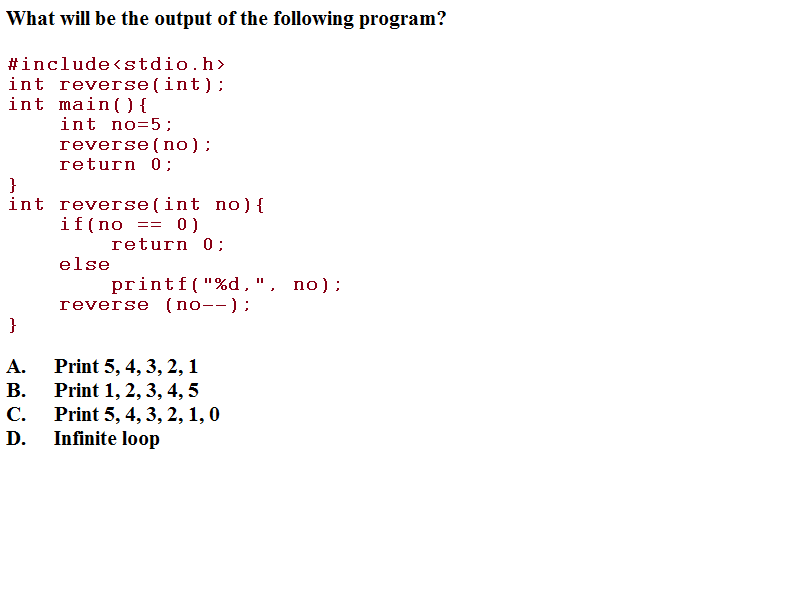 What will be the output of the following program?
#include<stdio.h>
int reverse(int);
int main(){
int no=5;
reverse(no);
return 0;
}
int reverse(int no){
if(no == 0)
return 0;
else
printf("%d,", no);
reverse (no--);
}
A. Print 5, 4, 3, 2, 1
B. Print 1, 2, 3, 4, 5
C. Print 5, 4, 3, 2, 1, 0
D. Infinite loop